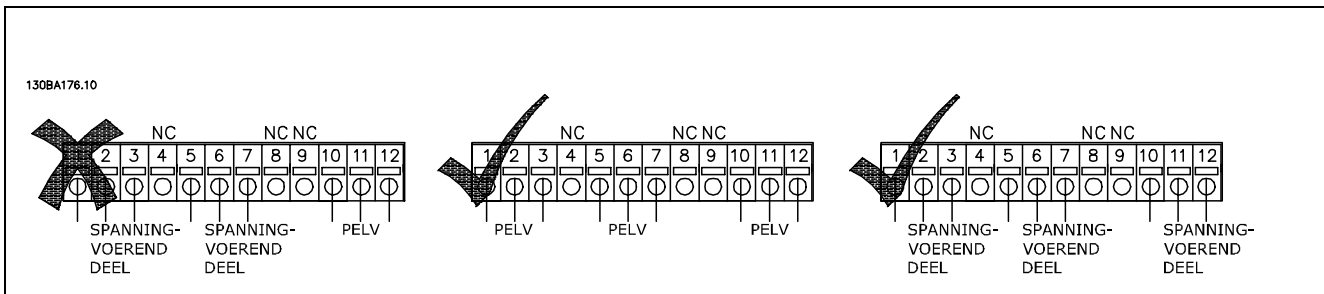 130BA176.10
NC NC NC
2 3 4 5 6 7 8 9 10 11 12
SPANNING-
VOEREND
DEEL
SPANNING-
VOEREND
DEEL
PELV
NC NC NC
1 2 3 4 5 6 7 8 9 10 11 12
PELV PELV PELV
NC NC NC
1 2 3 4 5 6 7 8 9 10 11 12
SPANNING-
VOEREND
DEEL
SPANNING-
VOEREND
DEEL
SPANNING-
VOEREND
DEEL